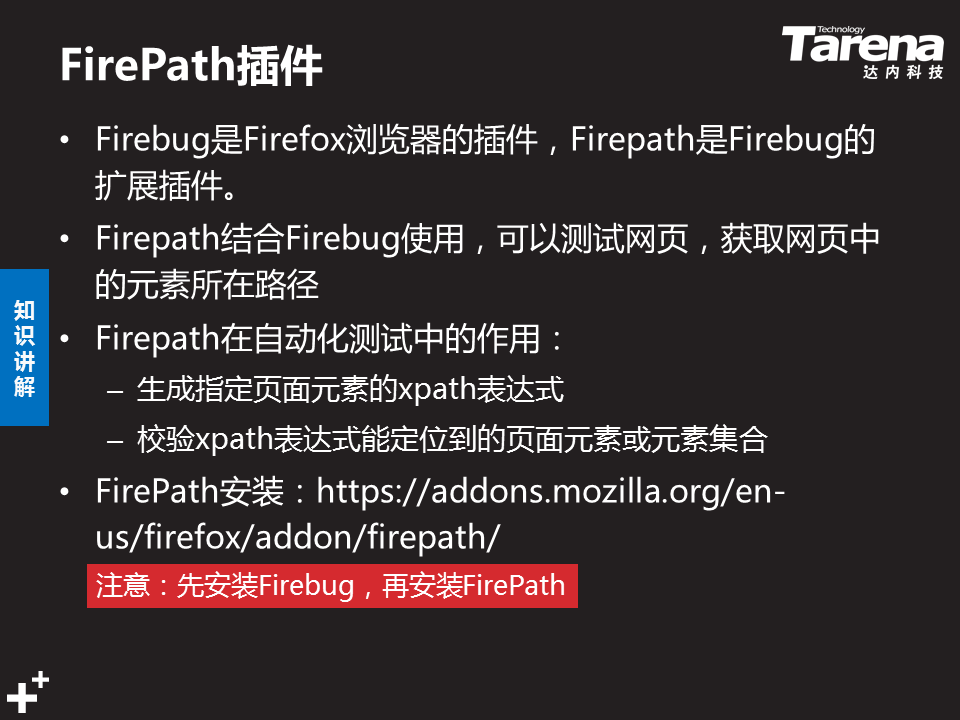 FirePath插件
Technology
Tarena
达内科技
• Firebug是Firefox浏览器的插件，Firepath是Firebug的
扩展插件。
• Firepath结合Firebug使用，可以测试网页，获取网页中
的元素所在路径
知识讲解
• Firepath在自动化测试中的作用：
– 生成指定页面元素的xpath表达式
– 校验xpath表达式能定位到的页面元素或元素集合
• FirePath安装：https://addons.mozilla.org/en-
us/firefox/addon/firepath/
注意：先安装Firebug，再安装FirePath